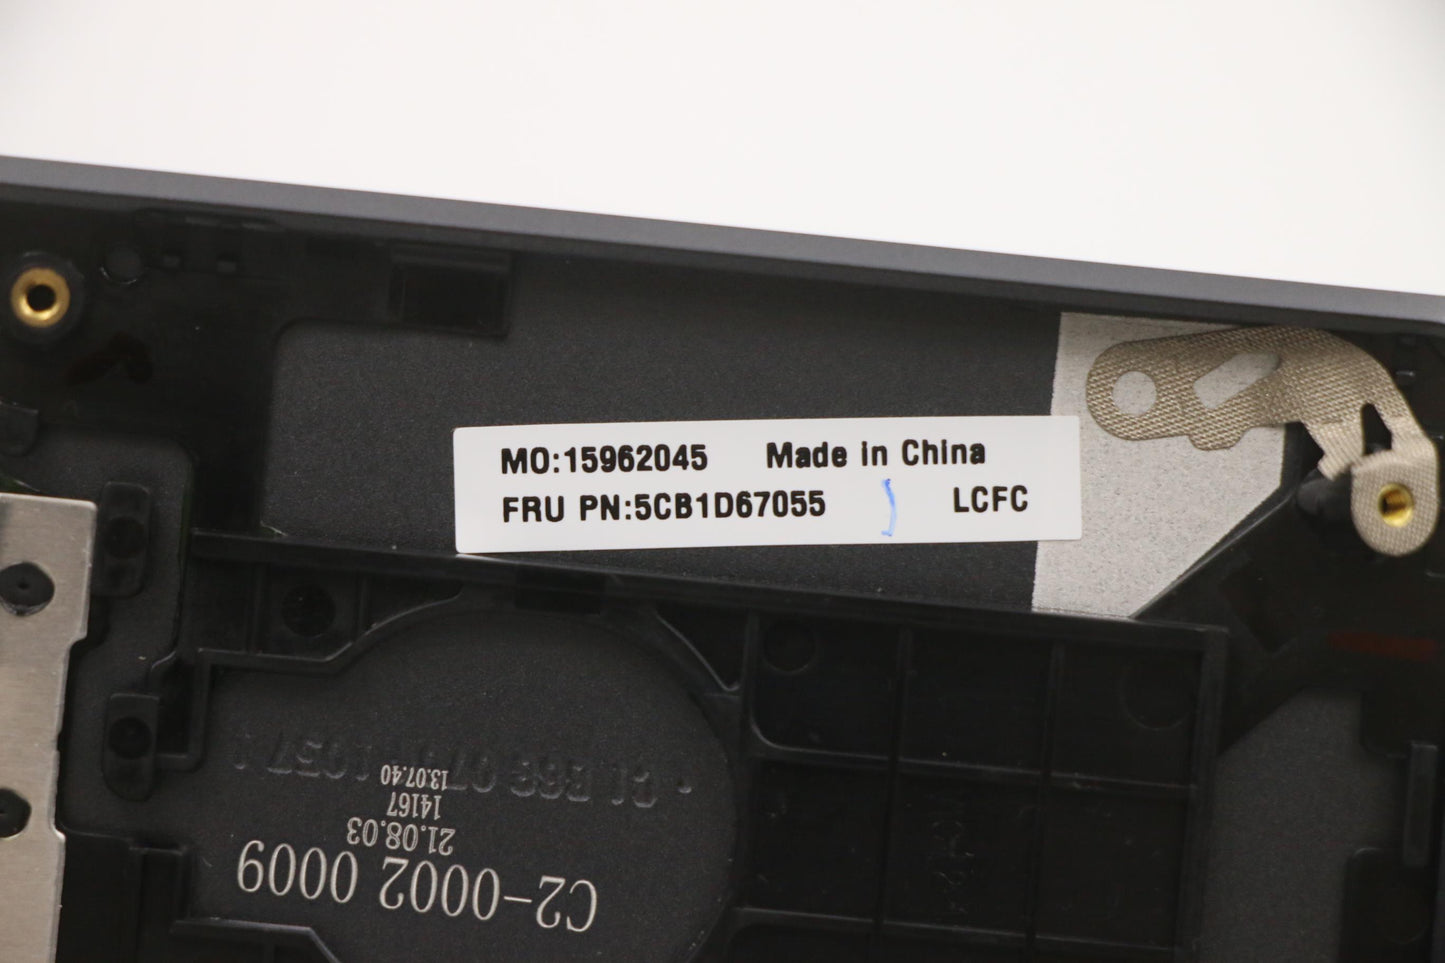 MO:15962045 Made in China
FRU PN:5CB1D67055 LCFC
C2-0002 0009
21.08.03
14167
13.07.40